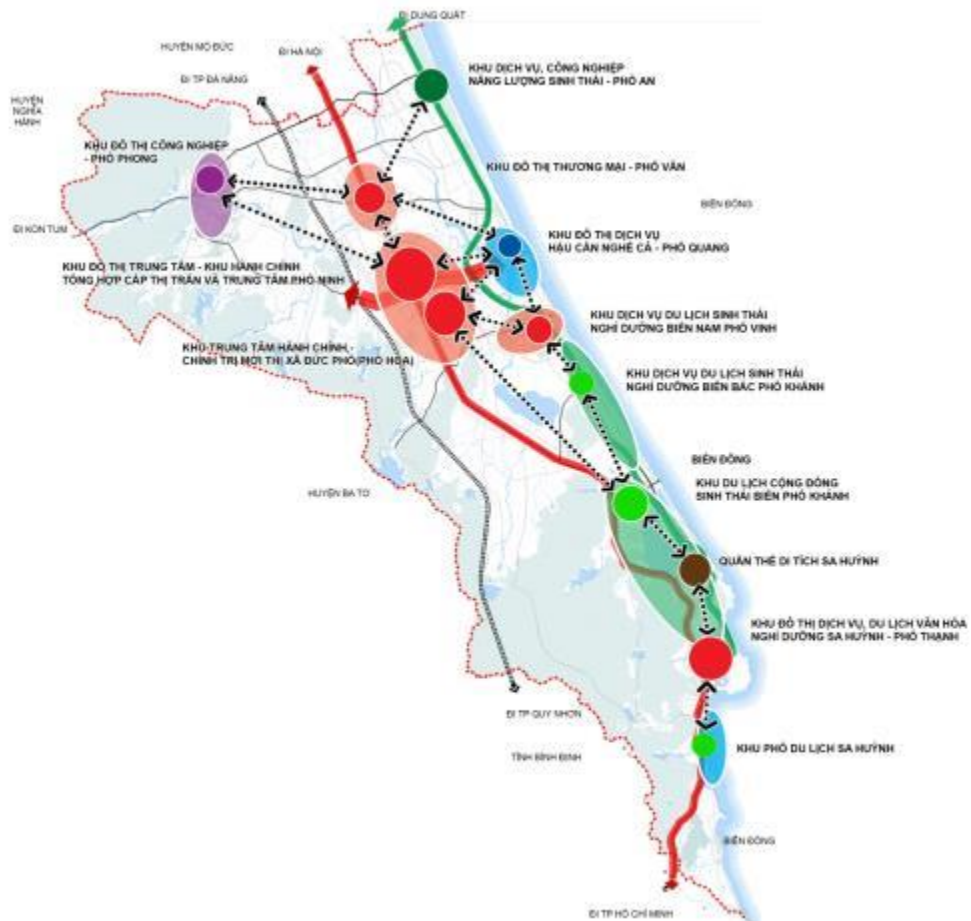 ĐI DUNG QUẤT
HUYỆN MỘ ĐỨC
ĐI HÀ NỘI
ĐI TP ĐÀ NẴNG
HUYỆN
NGHĨA
HÀNH
KHU DỊCH VỤ, CÔNG NGHIỆP
NĂNG LƯỢNG SINH THÁI - PHỔ AN
KHU ĐÔ THỊ CÔNG NGHIỆP
- PHỔ PHONG
KHU ĐÔ THỊ THƯƠNG MẠI - PHỔ VĂN
BIỂN ĐÔNG
ĐI KON TUM
KHU ĐÔ THỊ DỊCH VỤ
HẬU CẦN NGHỀ CÁ - PHỔ QUANG
KHU ĐÔ THỊ TRUNG TÂM - KHU HÀNH CHÍNH
TỔNG HỢP CẤP THỊ TRẤN VÀ TRUNG TÂM PHỔ NINH
KHU DỊCH VỤ DU LỊCH SINH THÁI
NGHỈ DƯỠNG BIỂN NAM PHỔ VINH
KHU TRUNG TÂM HÀNH CHÍNH -
CHÍNH TRỊ MỚI THỊ XÃ ĐỨC PHỔ(PHỔ HÒA)
KHU DỊCH VỤ DU LỊCH SINH THÁI
NGHỈ DƯỠNG BIỂN BẮC PHỔ KHÁNH
BIỂN ĐÔNG
KHU DU LỊCH CỘNG ĐỒNG
SINH THÁI BIỂN PHỔ KHÁNH
HUYỆN BA TƠ
QUẦN THỂ DI TÍCH SA HUỲNH
KHU ĐÔ THỊ DỊCH VỤ, DU LỊCH VĂN HÓA
NGHỈ DƯỠNG SA HUỲNH - PHỔ THẠNH
ĐI TP QUY NHƠN
TỈNH BÌNH ĐỊNH
KHU PHỐ DU LỊCH SA HUỲNH
BIỂN ĐÔNG
ĐI TP HỒ CHÍ MINH